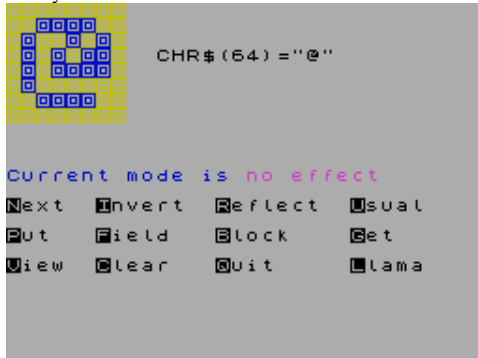 CHR$(64)="@"
Current mode is no effect
Next Invert Reflect Usual
Put Field Block Get
View Clear Quit Llama